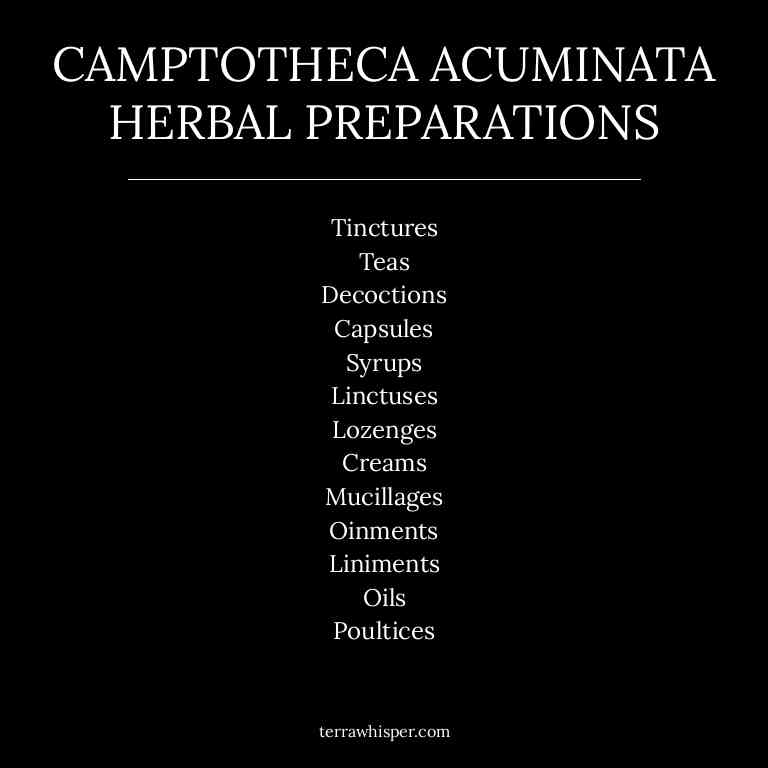 CAMPTOTHECA ACUMINATA
HERBAL PREPARATIONS
Tinctures
Teas
Decoctions
Capsules
Syrups
Linctuses
Lozenges
Creams
Mucillages
Oinments
Liniments
Oils
Poultices
terrawhisper.com